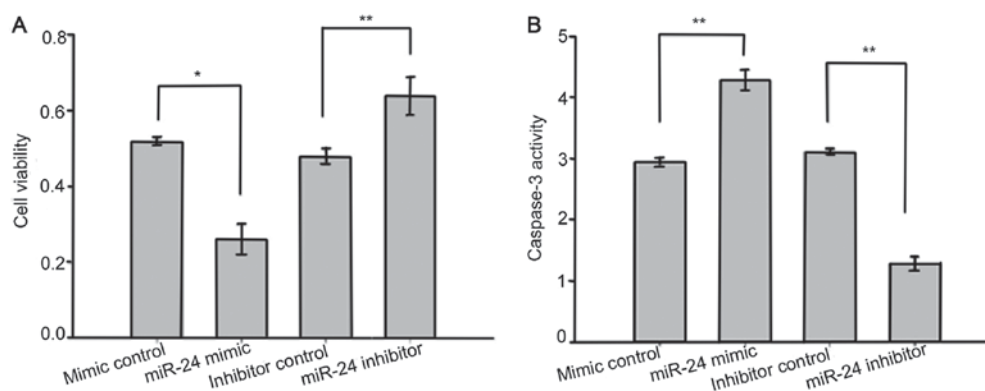 A
Cell viability
0.8
0.6
0.4
0.2
0.0
*
**
Mimic control
miR-24 mimic
Inhibitor control
miR-24 inhibitor
B
Caspase-3 activity
5
4
3
2
1
0
**
**
Mimic control
miR-24 mimic
Inhibitor control
miR-24 inhibitor